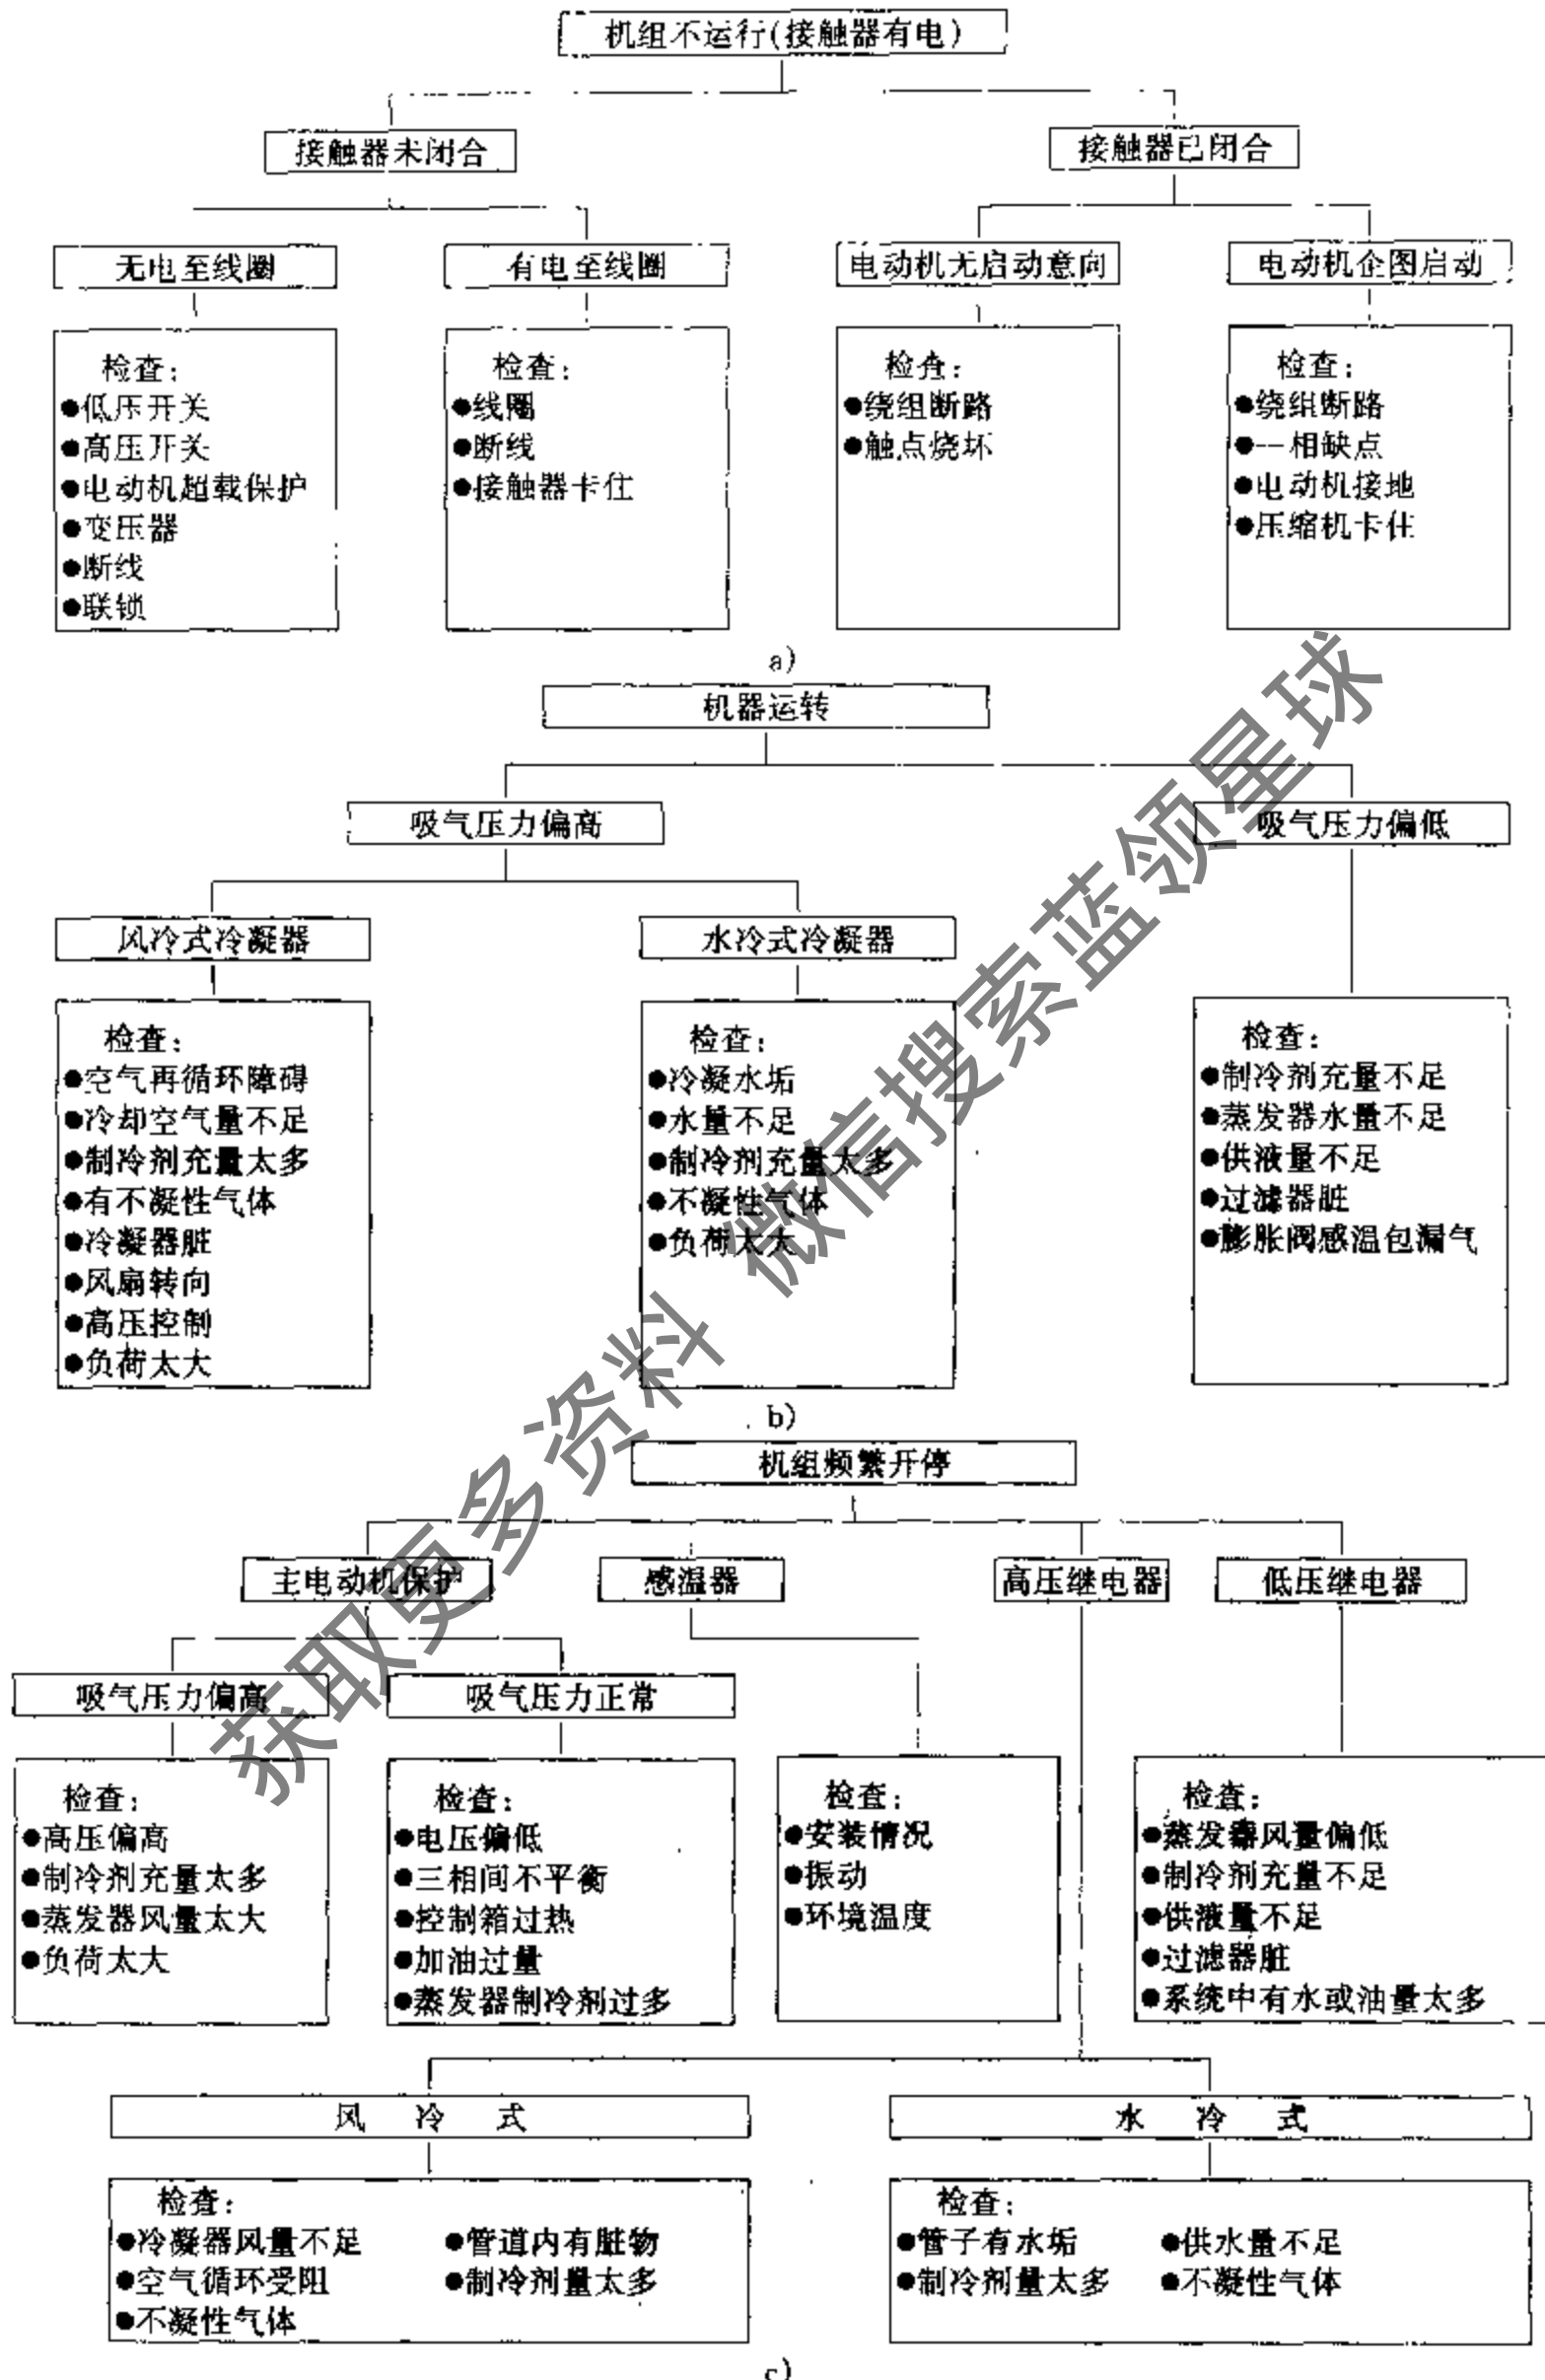 机组不运行(接触器有电)
接触器未闭合
接触器已闭合
无电至线圈
有电至线圈
电动机无启动意向
电动机企图启动
检查:
●低压开关
●高压开关
●电动机超载保护
●变压器
●断线
●联锁
检查:
●线圈
●断线
●接触器卡住
检查:
●绕组断路
●触点烧坏
检查:
●绕组断路
●一相缺点
●电动机接地
●压缩机卡住
a)
机器运转
吸气压力偏高
吸气压力偏低
风冷式冷凝器
水冷式冷凝器
检查:
●空气再循环障碍
●冷却空气量不足
●制冷剂充量太多
●有不凝性气体
●冷凝器脏
●风扇转向
●高压控制
●负荷太大
检查:
●冷凝水垢
●水量不足
●制冷剂充量太多
●不凝性气体
●负荷太大
检查:
●制冷剂充量不足
●蒸发器水量不足
●供液量不足
●过滤器脏
●膨胀阀感温包漏气
b)
机组频繁开停
主电动机保护
感温器
高压继电器
低压继电器
吸气压力偏高
吸气压力正常
检查:
●高压偏高
●制冷剂充量太多
●蒸发器风量太大
●负荷太大
检查:
●电压偏低
●三相间不平衡
●控制箱过热
●加油过量
●蒸发器制冷剂过多
检查:
●安装情况
●振动
●环境温度
检查:
●蒸发器风量偏低
●制冷剂充量不足
●供液量不足
●过滤器脏
●系统中有水或油量太多
风 冷 式
水 冷 式
检查:
●冷凝器风量不足 ●管道内有脏物
●空气循环受阻 ●制冷剂量太多
●不凝性气体
检查:
●管子有水垢 ●供水量不足
●制冷剂量太多 ●不凝性气体
c)
获取更多资料 微信搜索蓝领星球